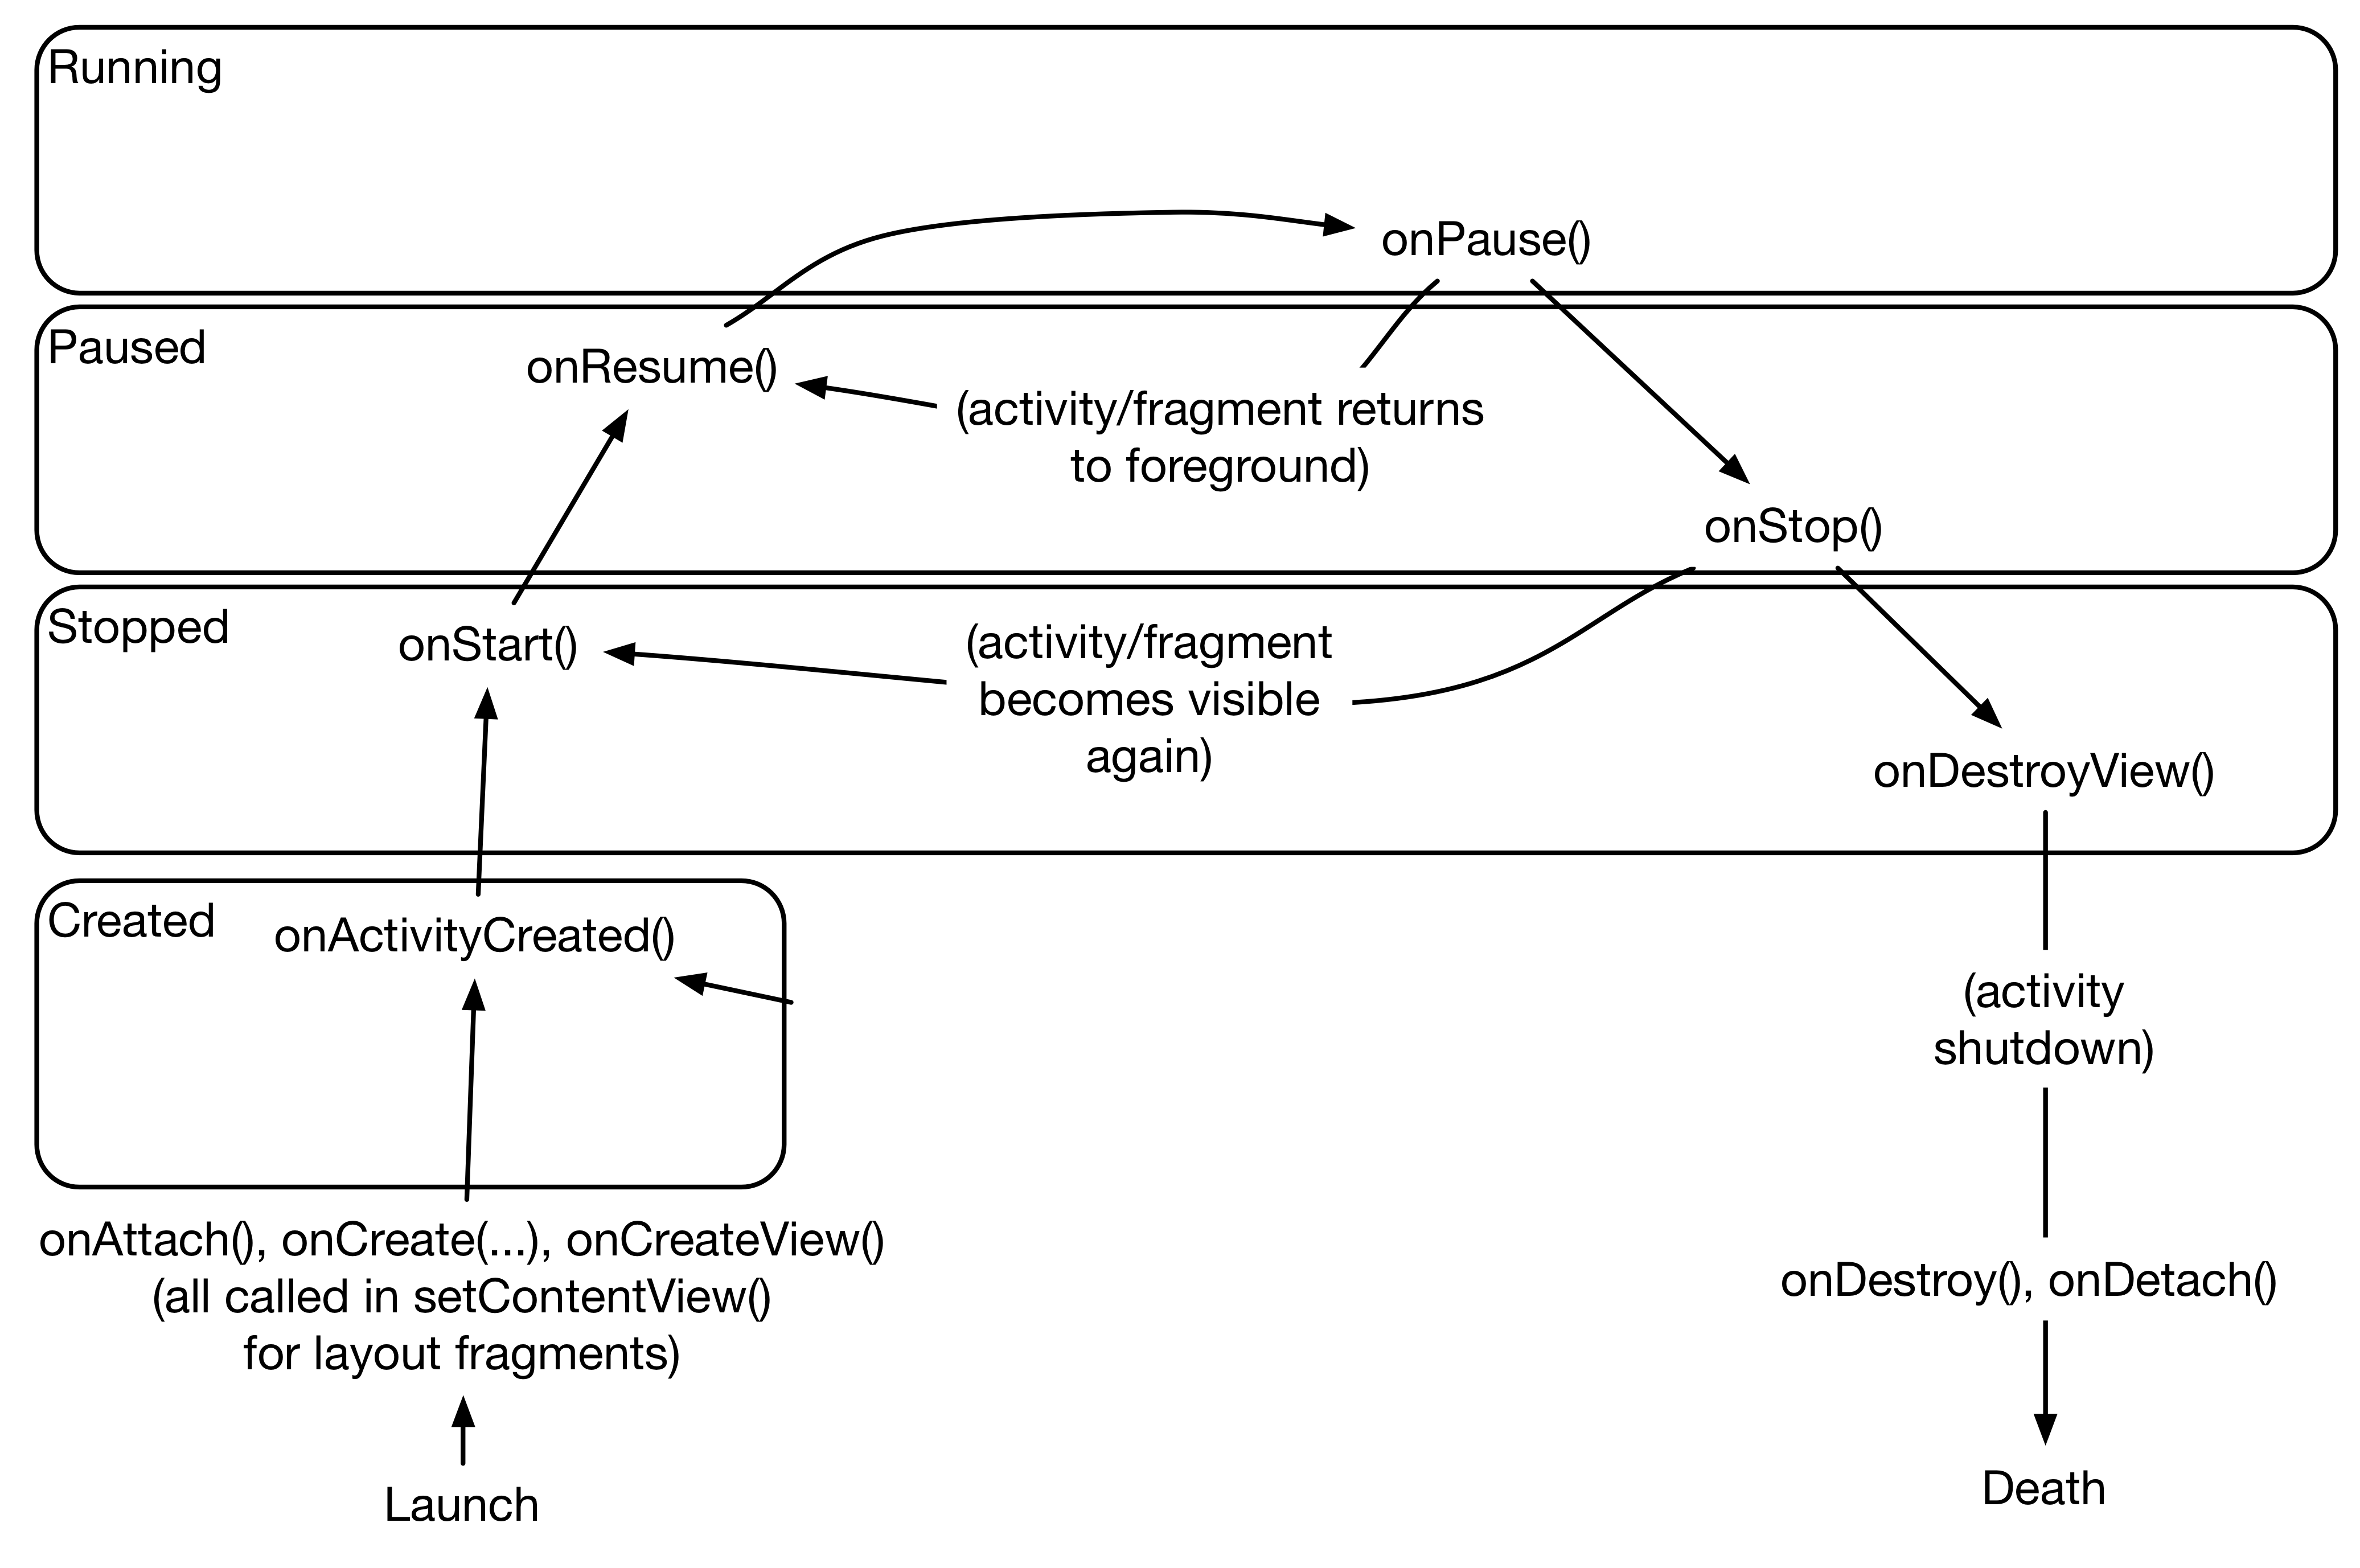 Running
onPause()
Paused
onResume()
(activity/fragment returns
to foreground)
onStop()
Stopped
onStart()
(activity/fragment
becomes visible
again)
onDestroyView()
Created
onActivityCreated()
(activity
shutdown)
onAttach(), onCreate(...), onCreateView()
(all called in setContentView()
for layout fragments)
onDestroy(), onDetach()
Launch
Death